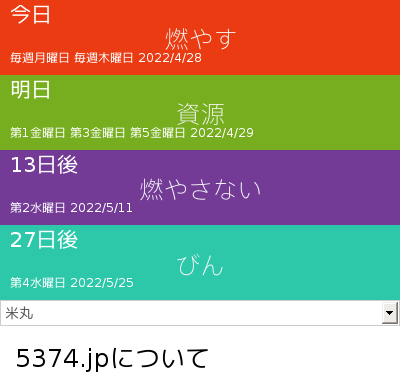 今日
燃やす
毎週月曜日 毎週木曜日 2022/4/28
明日
資源
第1金曜日 第3金曜日 第5金曜日 2022/4/29
13日後
燃やさない
第2水曜日 2022/5/11
27日後
びん
第4水曜日 2022/5/25
米丸
5374.jpについて